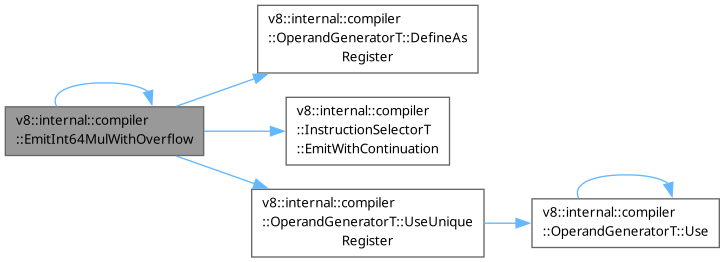 v8::internal::compiler
::EmitInt64MulWithOverflow
v8::internal::compiler
::OperandGeneratorT::DefineAs
Register
v8::internal::compiler
::InstructionSelectorT
::EmitWithContinuation
v8::internal::compiler
::OperandGeneratorT::UseUnique
Register
v8::internal::compiler
::OperandGeneratorT::Use